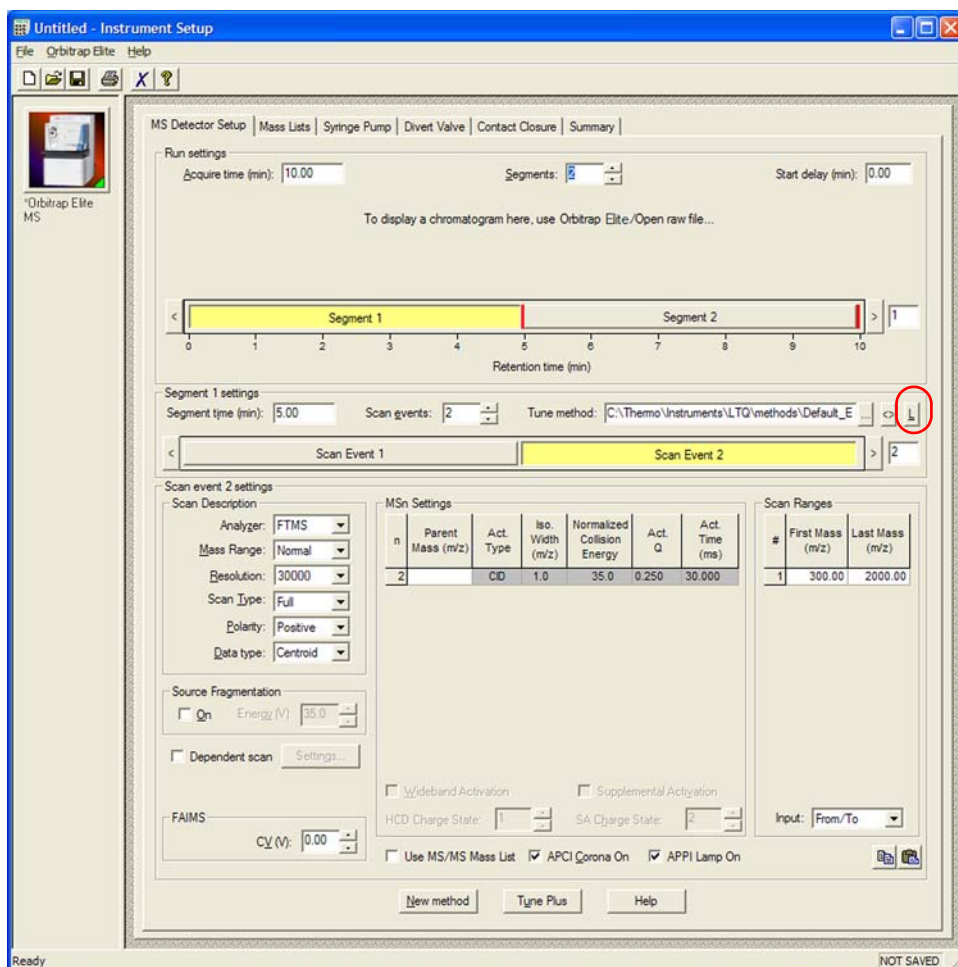 Untitled - Instrument Setup
File Orbitrap Elite Help
*Orbitrap Elite
MS
MS Detector Setup Mass Lists Syringe Pump Divert Valve Contact Closure Summary
Run settings
Acquire time (min): 10.00 Segments: 2 Start delay (min): 0.00
To display a chromatogram here, use Orbitrap Elite/Open raw file...
< Segment 1 Segment 2 > 1
0 1 2 3 4 5 6 7 8 9 10
Retention time (min)
Segment 1 settings
Segment time (min): 5.00 Scan events: 2 Tune method: C:\Thermo\Instruments\LTQ\methods\Default_E ... <> L
< Scan Event 1 Scan Event 2 > 2
Scan event 2 settings
Scan Description
Analyzer: FTMS
Mass Range: Normal
Resolution: 30000
Scan Type: Full
Polarity: Positive
Data type: Centroid
Source Fragmentation
On Energy (V): 35.0
Dependent scan Settings...
FAIMS
CV (V): 0.00
MSn Settings
n Parent Mass (m/z) Act. Type Iso. Width (m/z) Normalized Collision Energy Act. Q Act. Time (ms)
2 CID 1.0 35.0 0.250 30.000
Wideband Activation Supplemental Activation
HCD Charge State: 1 SA Charge State: 2
Use MS/MS Mass List APCI Corona On APPI Lamp On
Scan Ranges
# First Mass (m/z) Last Mass (m/z)
1 300.00 2000.00
Input: From/To
New method Tune Plus Help
Ready NOT SAVED